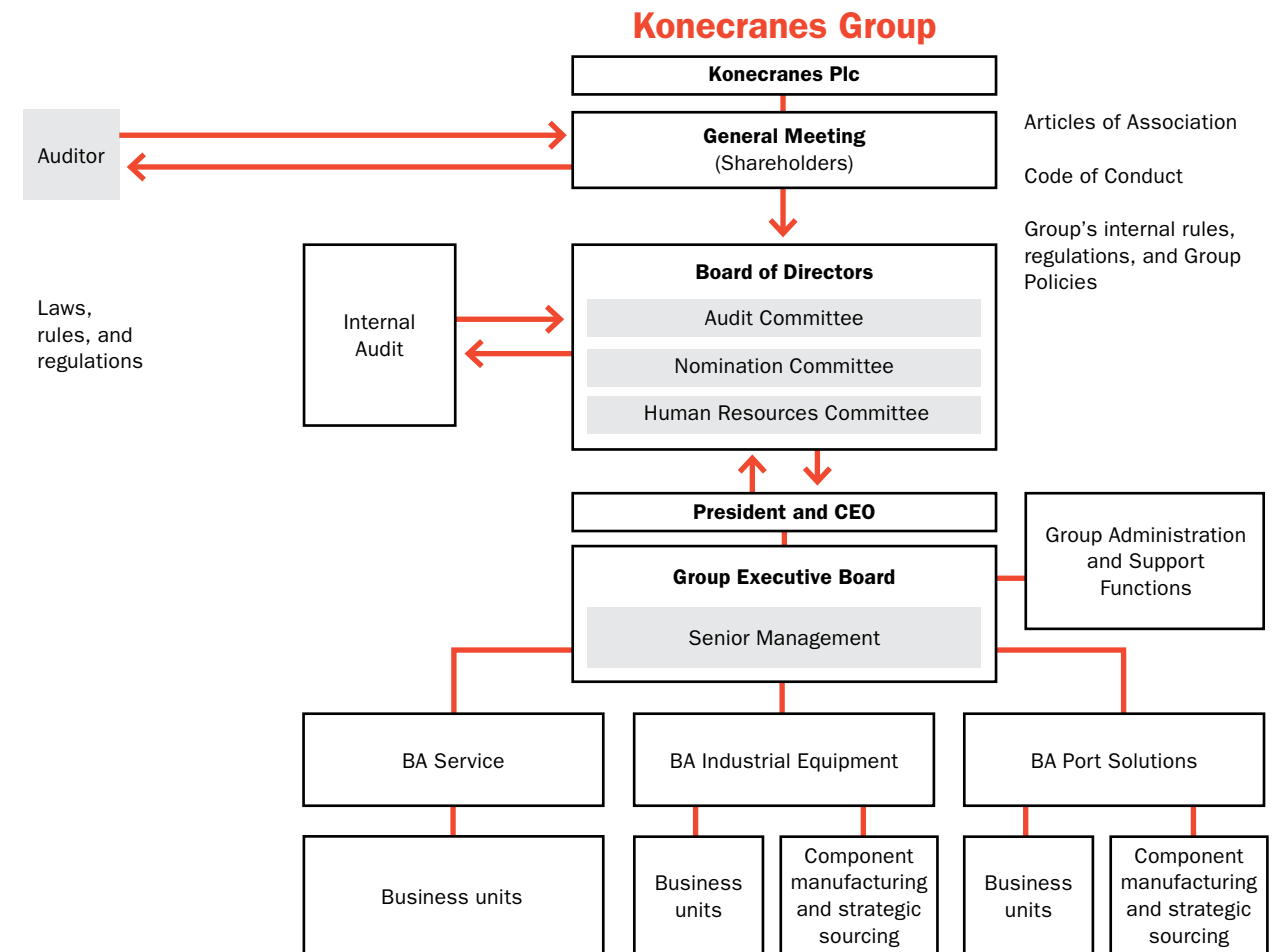 Konecranes Group
Konecranes Plc
Auditor
General Meeting
(Shareholders)
Articles of Association
Code of Conduct
Group's internal rules,
regulations, and Group
Policies
Laws,
rules, and
regulations
Internal
Audit
Board of Directors
Audit Committee
Nomination Committee
Human Resources Committee
President and CEO
Group Executive Board
Senior Management
Group Administration
and Support
Functions
BA Service
BA Industrial Equipment
BA Port Solutions
Business units
Business
units
Component
manufacturing
and strategic
sourcing
Business
units
Component
manufacturing
and strategic
sourcing